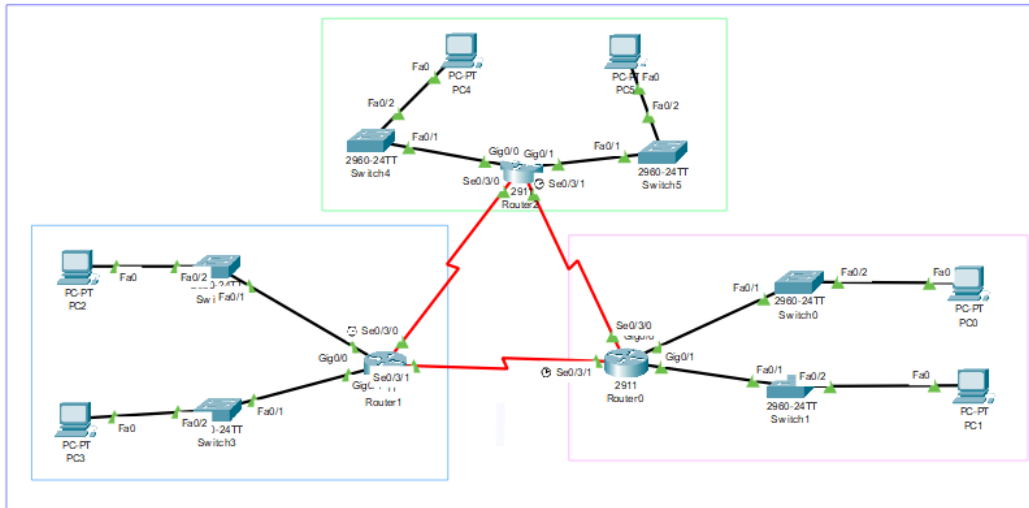 Fa0
PC-PT
PC4
Fa0/2
Fa0/1
2960-24TT
Switch4
Fa0
PC5
Fa0/2
Fa0/1
2960-24TT
Switch5
Gig0/0
Gig0/1
Se0/3/0
Se0/3/1
Router2
PC-PT
PC2
Fa0
Fa0/2
Fa0/1
Se0/3/0
Gig0/0
Se0/3/1
Router1
PC-PT
PC3
Fa0
Fa0/2
Fa0/1
Switch3
Se0/3/0
Gig0/1
Se0/3/1
2911
Router0
Fa0/1
Fa0/2
2960-24TT
Switch0
Fa0
PC-PT
PC0
Fa0/1
Fa0/2
2960-24TT
Switch1
Fa0
PC-PT
PC1